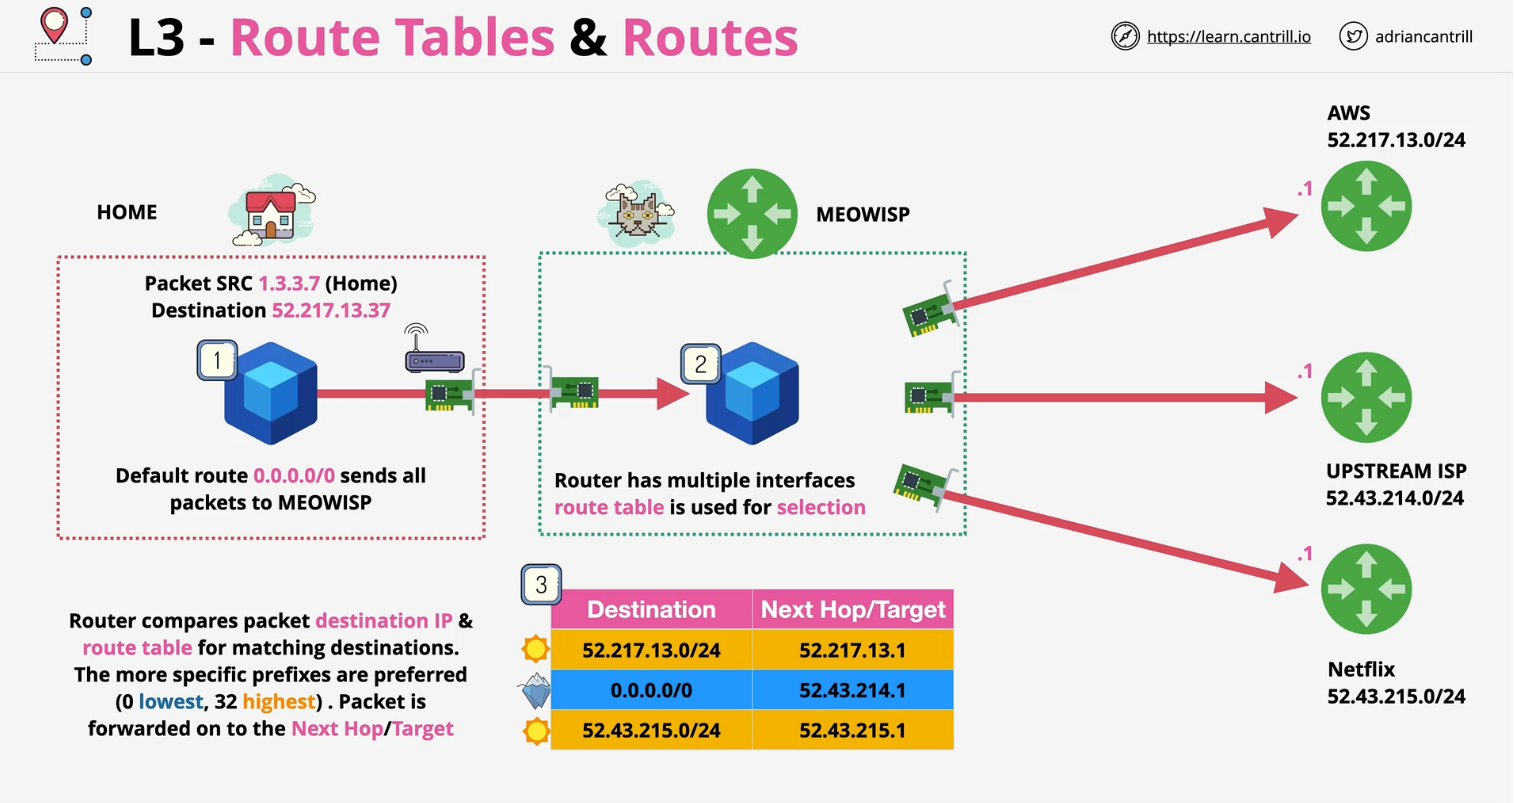 L3 - Route Tables & Routes
https://learn.cantrill.io
adriancantrill
HOME
Packet SRC 1.3.3.7 (Home)
Destination 52.217.13.37
1
Default route 0.0.0.0/0 sends all
packets to MEOWISP
MEOWISP
2
Router has multiple interfaces
route table is used for selection
AWS
52.217.13.0/24
.1
.1
UPSTREAM ISP
52.43.214.0/24
.1
Netflix
52.43.215.0/24
Router compares packet destination IP &
route table for matching destinations.
The more specific prefixes are preferred
(0 lowest, 32 highest) . Packet is
forwarded on to the Next Hop/Target
3
Destination Next Hop/Target
52.217.13.0/24 52.217.13.1
0.0.0.0/0 52.43.214.1
52.43.215.0/24 52.43.215.1